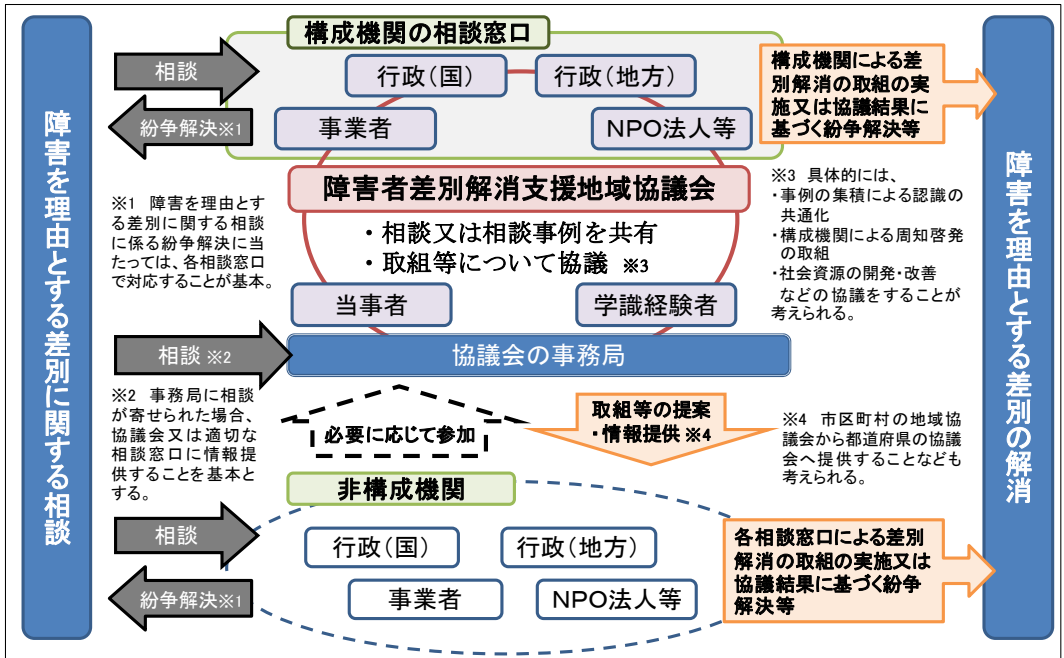 障害を理由とする差別に関する相談
構成機関の相談窓口
相談
紛争解決※1
行政(国)
行政(地方)
事業者
NPO法人等
構成機関による差
別解消の取組の実
施又は協議結果に
基づく紛争解決等
障害者差別解消支援地域協議会
・相談又は相談事例を共有
・取組等について協議 ※3
※1 障害を理由とす
る差別に関する相談
に係る紛争解決に当
たっては、各相談窓口
で対応することが基本。
※3 具体的には、
・事例の集積による認識の
共通化
・構成機関による周知啓発
の取組
・社会資源の開発・改善
などの協議をすることが
考えられる。
当事者
学識経験者
相談 ※2
協議会の事務局
※2 事務局に相談
が寄せられた場合、
協議会又は適切な
相談窓口に情報提
供することを基本と
する。
必要に応じて参加
取組等の提案
・情報提供 ※4
※4 市区町村の地域協
議会から都道府県の協議
会へ提供することなども
考えられる。
非構成機関
相談
紛争解決※1
行政(国)
行政(地方)
事業者
NPO法人等
各相談窓口による差別
解消の取組の実施又は
協議結果に基づく紛争
解決等
障害を理由とする差別の解消